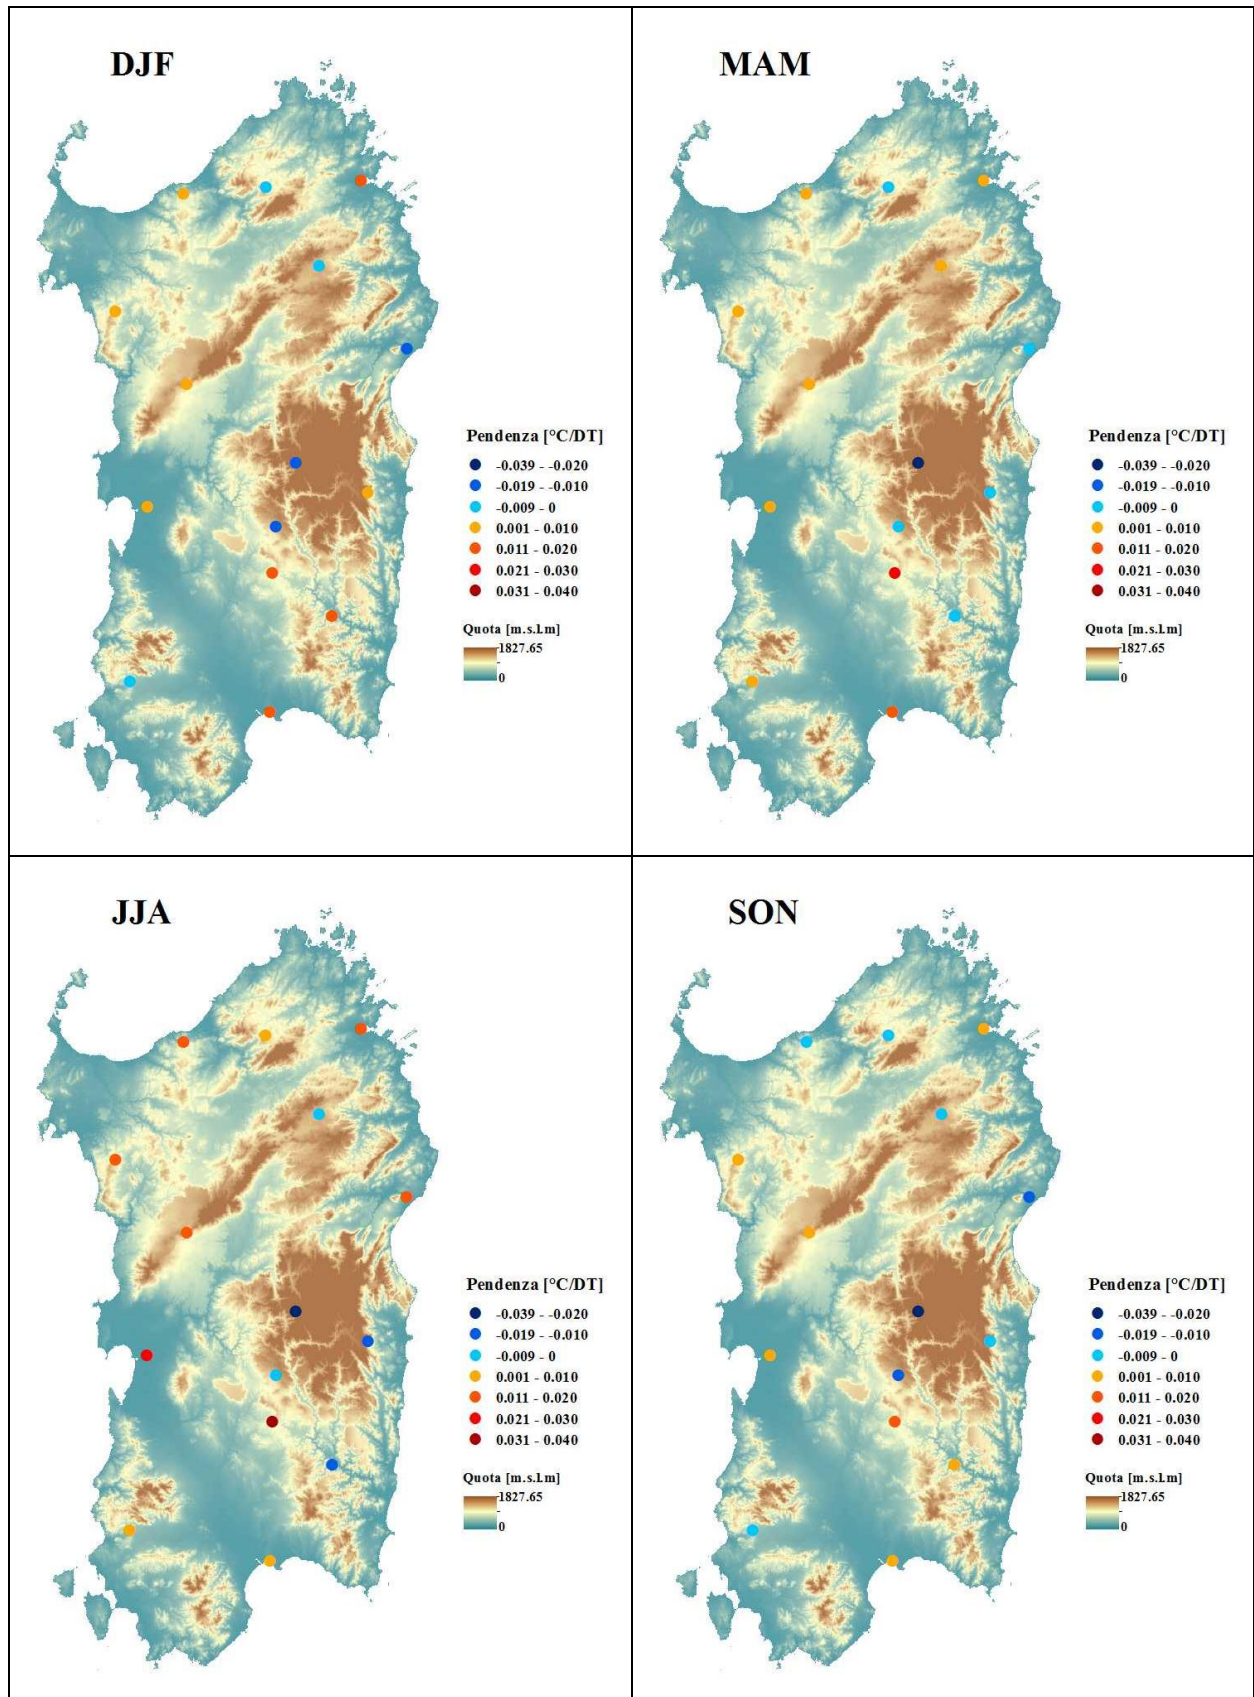 DJF
Pendenza [°C/DT]
-0.039 - -0.020
-0.019 - -0.010
-0.009 - 0
0.001 - 0.010
0.011 - 0.020
0.021 - 0.030
0.031 - 0.040
Quota [m.s.l.m]
1827.65
0
MAM
Pendenza [°C/DT]
-0.039 - -0.020
-0.019 - -0.010
-0.009 - 0
0.001 - 0.010
0.011 - 0.020
0.021 - 0.030
0.031 - 0.040
Quota [m.s.l.m]
1827.65
0
JJA
Pendenza [°C/DT]
-0.039 - -0.020
-0.019 - -0.010
-0.009 - 0
0.001 - 0.010
0.011 - 0.020
0.021 - 0.030
0.031 - 0.040
Quota [m.s.l.m]
1827.65
0
SON
Pendenza [°C/DT]
-0.039 - -0.020
-0.019 - -0.010
-0.009 - 0
0.001 - 0.010
0.011 - 0.020
0.021 - 0.030
0.031 - 0.040
Quota [m.s.l.m]
1827.65
0